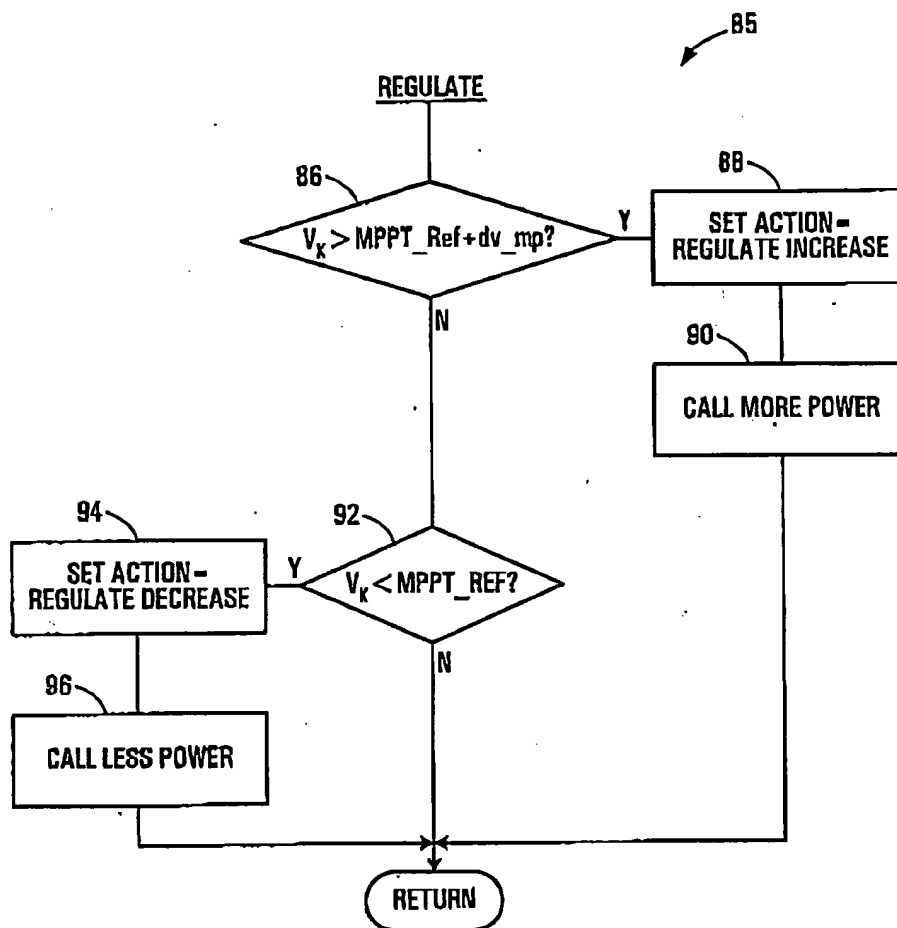 85
REGULATE
86
V_K > MPPT_Ref+dv_mp?
Y
88
SET ACTION=
REGULATE INCREASE
N
90
CALL MORE POWER
94
SET ACTION=
REGULATE DECREASE
Y
92
V_K < MPPT_REF?
N
96
CALL LESS POWER
RETURN